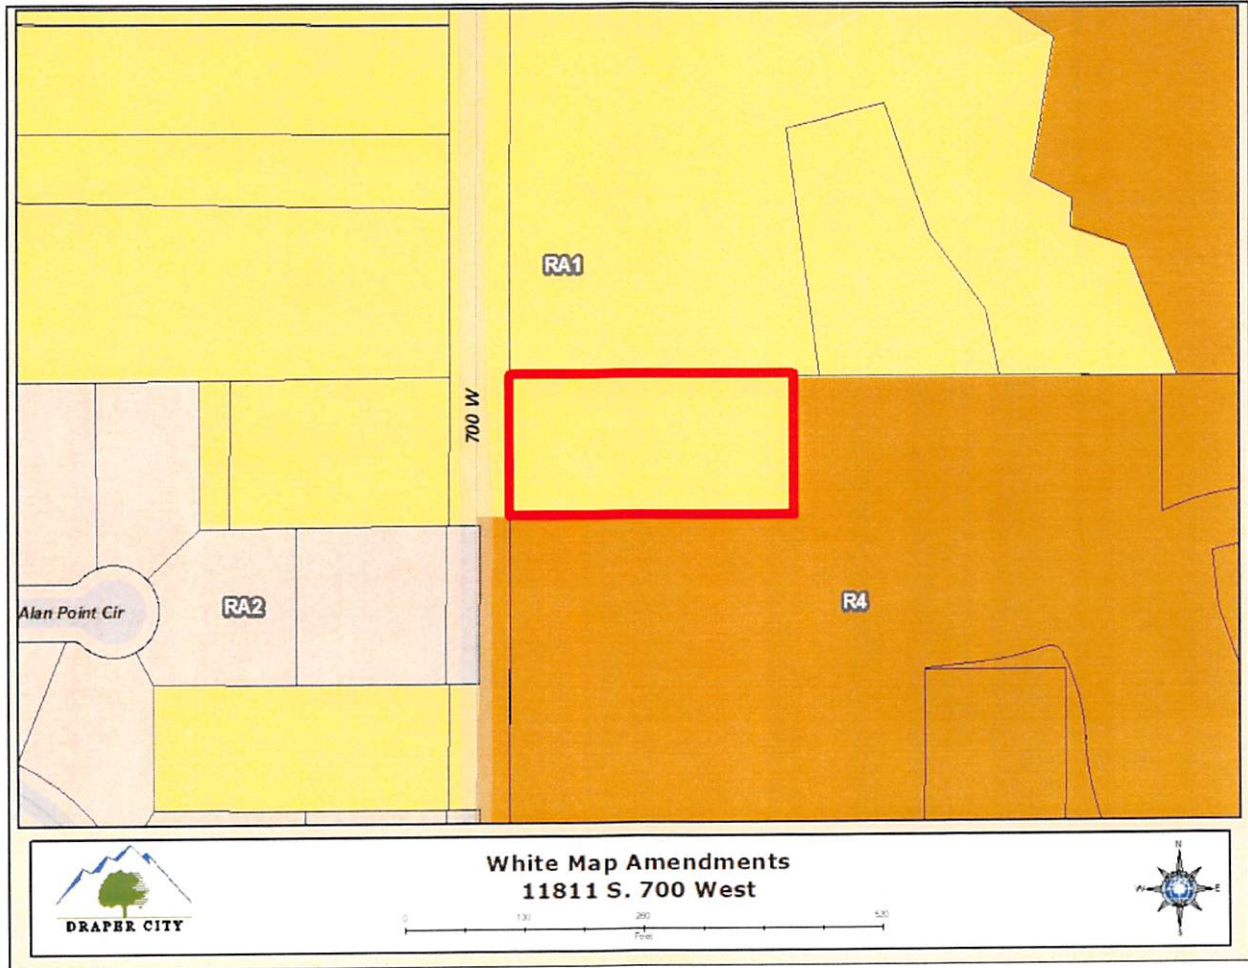 RA1
700 W
R4
RA2
Alan Point Cir
White Map Amendments
11811 S. 700 West
DRAPER CITY
0 130 260 520
Feet
N
W E
S